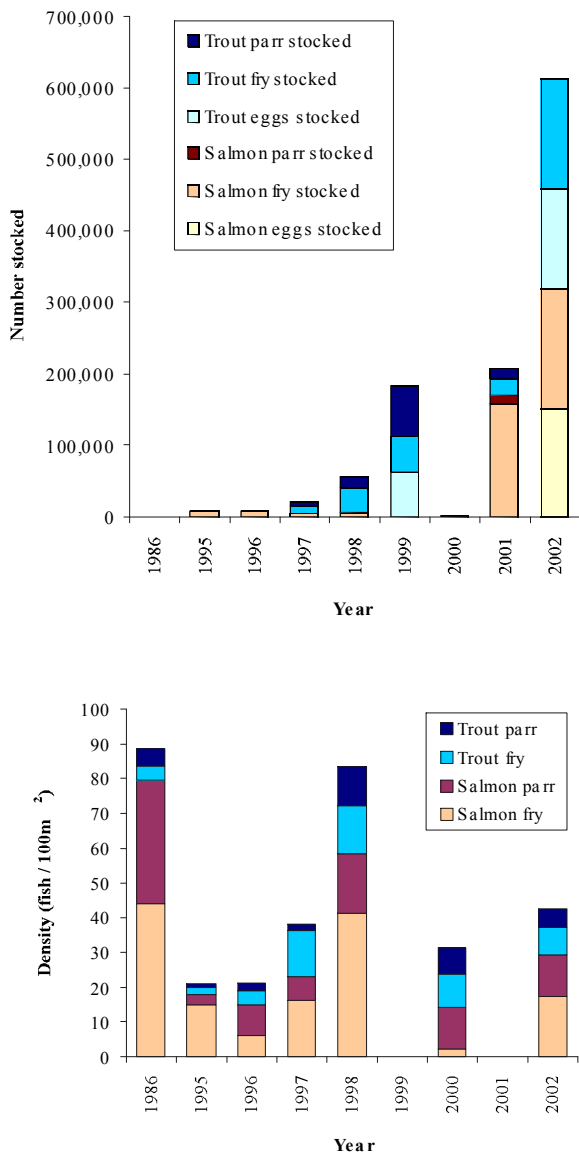 700,000
600,000
500,000
400,000
300,000
200,000
100,000
0
Number stocked
Trout parr stocked
Trout fry stocked
Trout eggs stocked
Salmon parr stocked
Salmon fry stocked
Salmon eggs stocked
1986
1995
1996
1997
1998
1999
2000
2001
2002
Year
100
90
80
70
60
50
40
30
20
10
0
Density (fish / 100m 2)
Trout parr
Trout fry
Salmon parr
Salmon fry
1986
1995
1996
1997
1998
1999
2000
2001
2002
Year